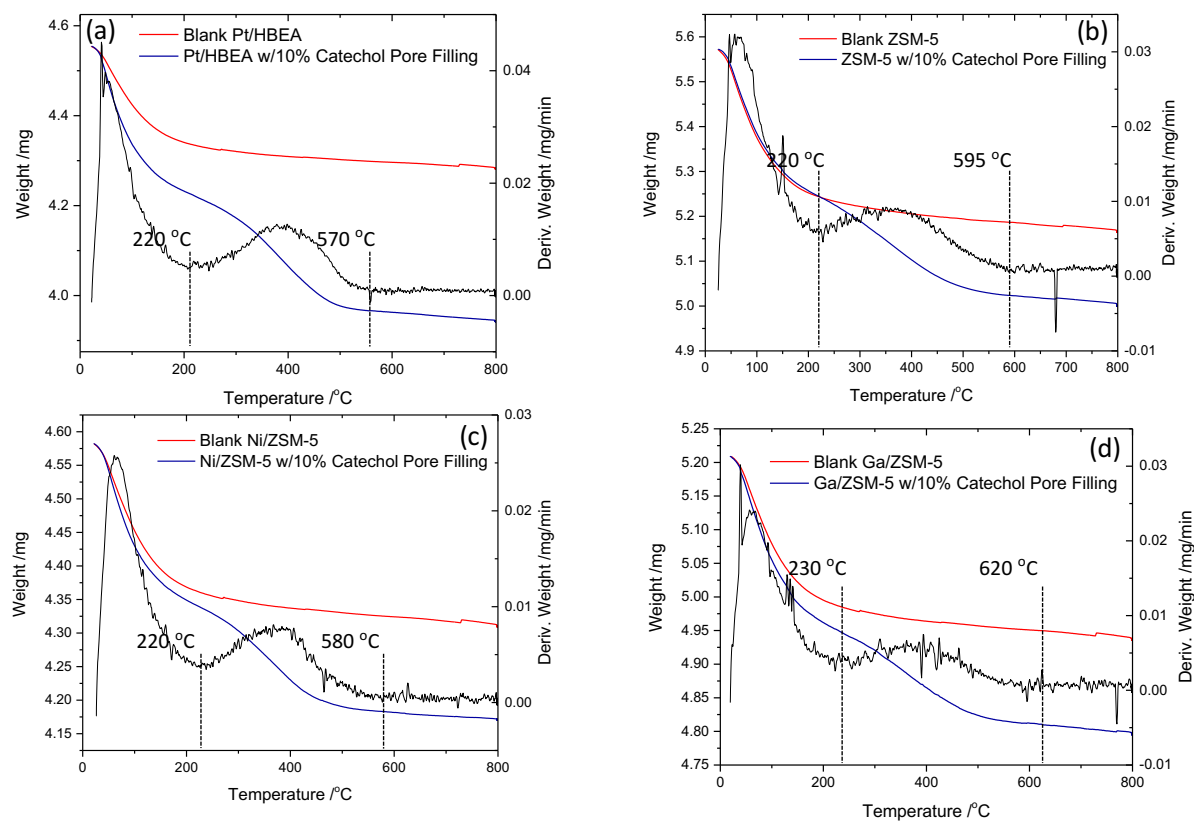 (a)
Blank Pt/HBEA
Pt/HBEA w/10% Catechol Pore Filling
220 °C
570 °C
4.6
4.4
4.2
4.0
Weight /mg
0.04
0.02
0.00
Deriv. Weight /mg/min
0
200
400
600
800
Temperature /°C
(b)
Blank ZSM-5
ZSM-5 w/10% Catechol Pore Filling
220 °C
595 °C
5.6
5.5
5.4
5.3
5.2
5.1
5.0
4.9
Weight /mg
0.03
0.02
0.01
0.00
-0.01
Deriv. Weight /mg/min
0
100
200
300
400
500
600
700
800
Temperature /°C
(c)
Blank Ni/ZSM-5
Ni/ZSM-5 w/10% Catechol Pore Filling
220 °C
580 °C
4.60
4.55
4.50
4.45
4.40
4.35
4.30
4.25
4.20
4.15
Weight /mg
0.03
0.02
0.01
0.00
Deriv. Weight /mg/min
0
200
400
600
800
Temperature /°C
(d)
Blank Ga/ZSM-5
Ga/ZSM-5 w/10% Catechol Pore Filling
230 °C
620 °C
5.25
5.20
5.15
5.10
5.05
5.00
4.95
4.90
4.85
4.80
4.75
Weight /mg
0.03
0.02
0.01
0.00
-0.01
Deriv. Weight /mg/min
0
200
400
600
800
Temperature /°C